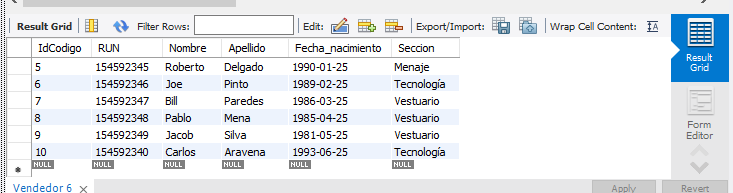 Result Grid Filter Rows: Edit: Export/Import: Wrap Cell Content: IA
IdCodigo RUN Nombre Apellido Fecha_nacimiento Seccion
5 154592345 Roberto Delgado 1990-01-25 Menaje
6 154592346 Joe Pinto 1989-02-25 Tecnología
7 154592347 Bill Paredes 1986-03-25 Vestuario
8 154592348 Pablo Mena 1985-04-25 Vestuario
9 154592349 Jacob Silva 1981-05-25 Vestuario
10 154592340 Carlos Aravena 1993-06-25 Tecnología
NULL NULL NULL NULL NULL NULL
Result
Grid
Form
Editor
Vendedor 6 × Apply Revert